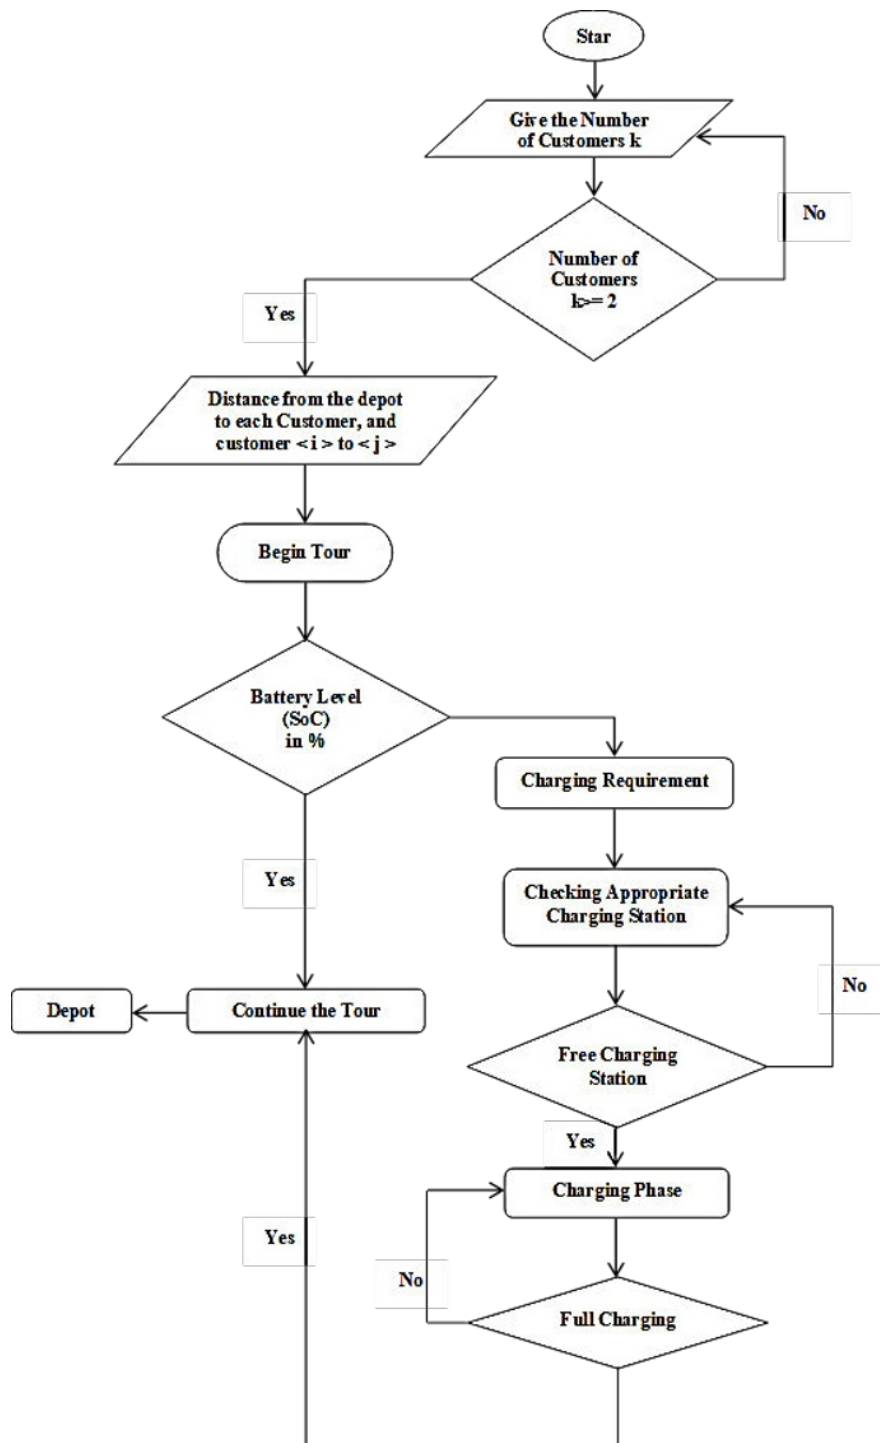 Star
Give the Number
of Customers k
No
Number of
Customers
k>= 2
Yes
Distance from the depot
to each Customer, and
customer < i > to < j >
Begin Tour
Battery Level
(SoC)
in %
Charging Requirement
Yes
Checking Appropriate
Charging Station
No
Depot
Continue the Tour
Free Charging
Station
Yes
Charging Phase
Yes
No
Full Charging